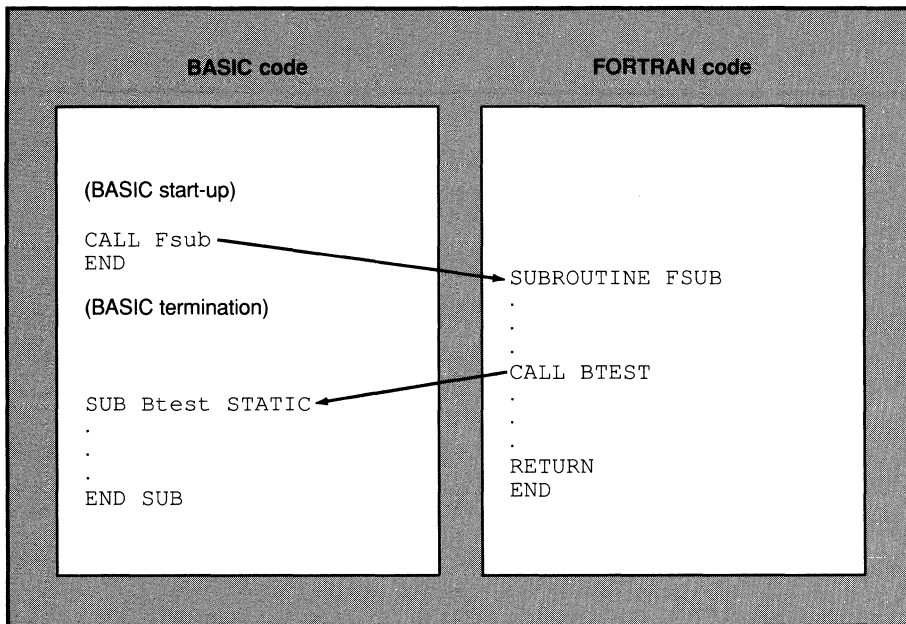 BASIC code
(BASIC start-up)
CALL Fsub
END
(BASIC termination)
SUB Btest STATIC
.
.
.
END SUB
FORTRAN code
SUBROUTINE FSUB
.
.
.
CALL BTEST
.
.
.
RETURN
END